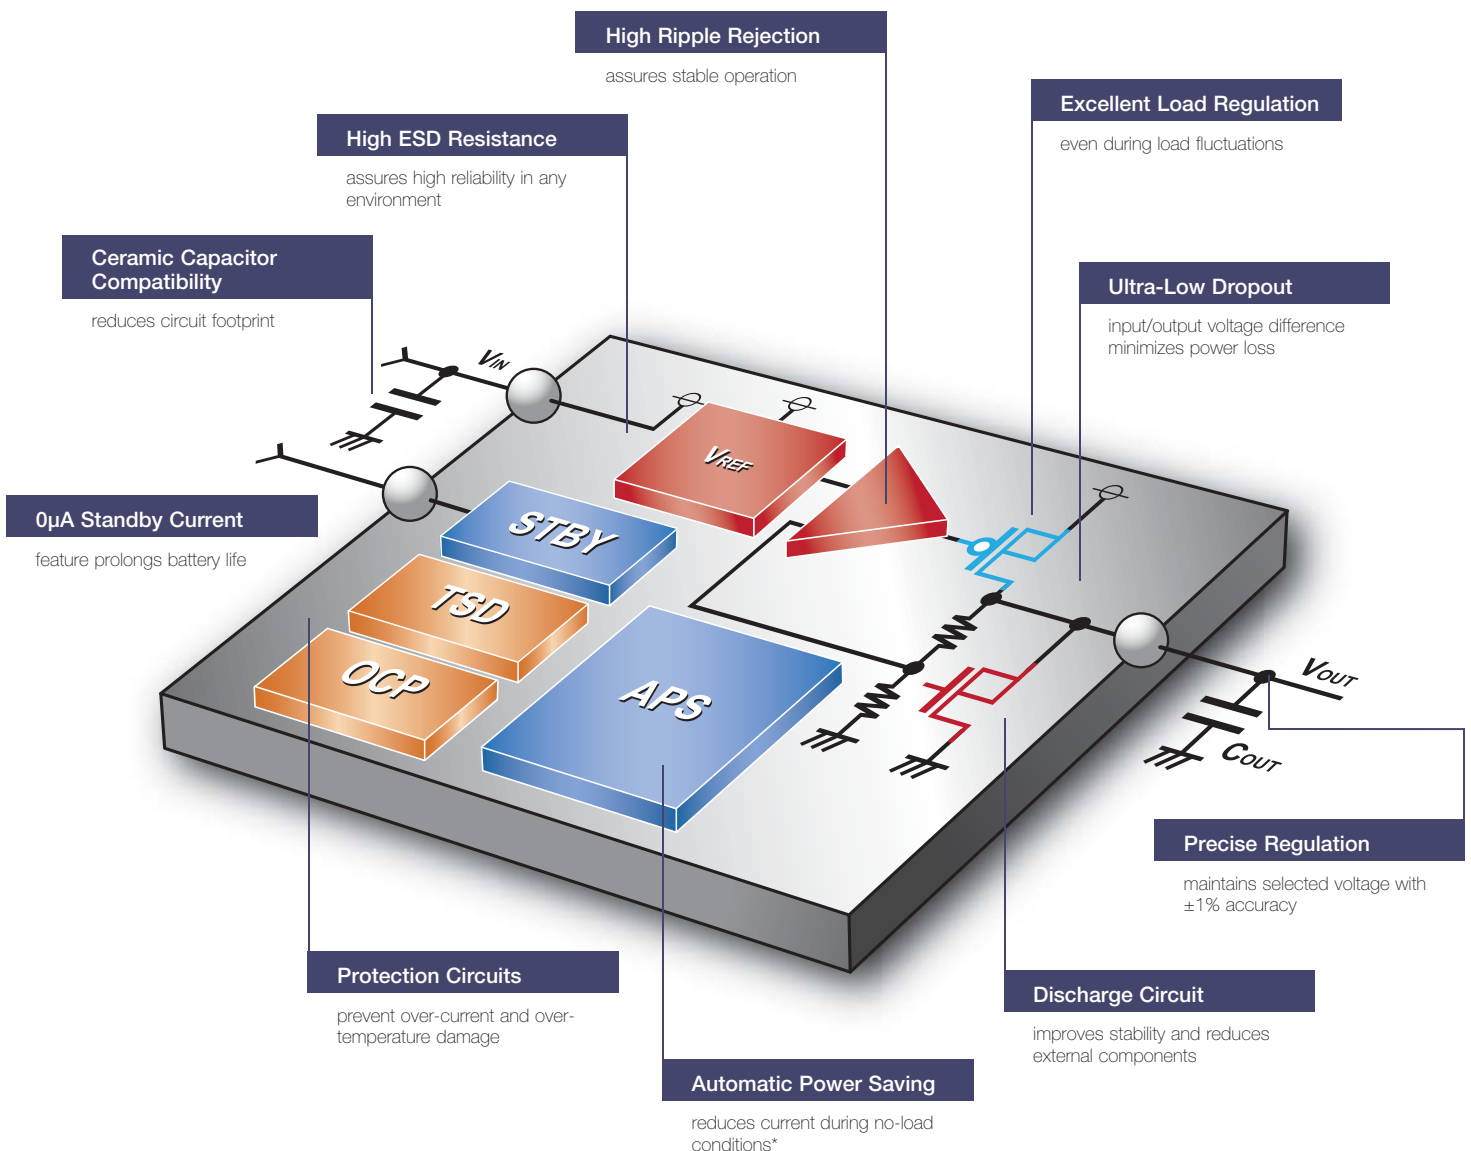 High Ripple Rejection
assures stable operation
Excellent Load Regulation
even during load fluctuations
High ESD Resistance
assures high reliability in any
environment
Ceramic Capacitor
Compatibility
reduces circuit footprint
Ultra-Low Dropout
input/output voltage difference
minimizes power loss
VIN
VREF
0µA Standby Current
feature prolongs battery life
STBY
TSD
OCP
APS
VOUT
COUT
Precise Regulation
maintains selected voltage with
±1% accuracy
Protection Circuits
prevent over-current and over-
temperature damage
Discharge Circuit
improves stability and reduces
external components
Automatic Power Saving
reduces current during no-load
conditions*